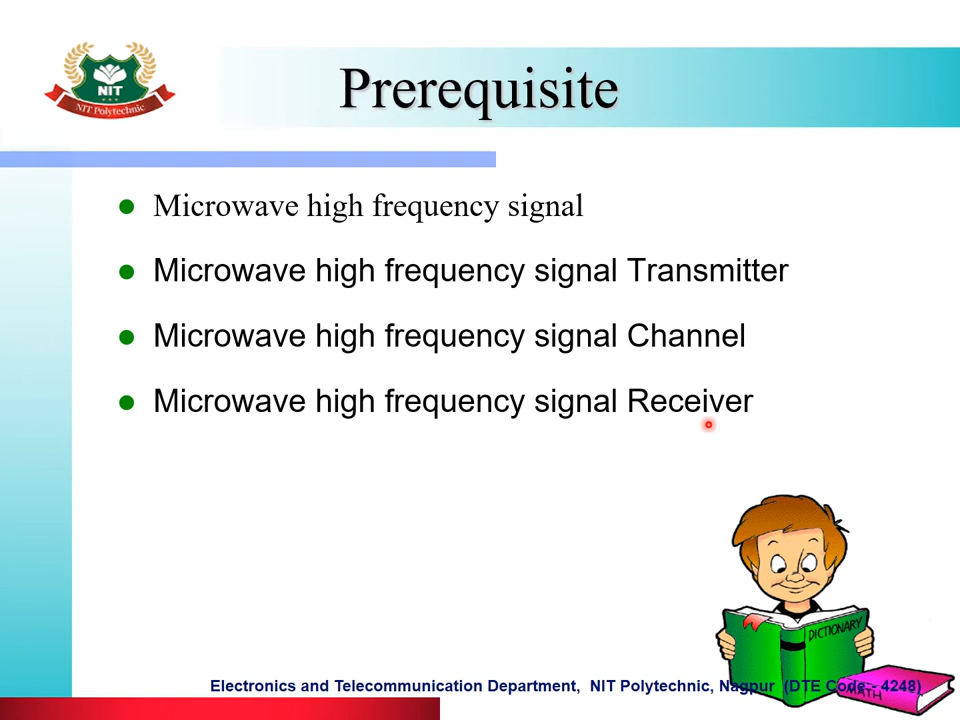 NIT
NIT Polytechnic
Prerequisite
Microwave high frequency signal
Microwave high frequency signal Transmitter
Microwave high frequency signal Channel
Microwave high frequency signal Receiver
DICTIONARY
MATH
Electronics and Telecommunication Department, NIT Polytechnic, Nagpur (DTE Code - 4248)